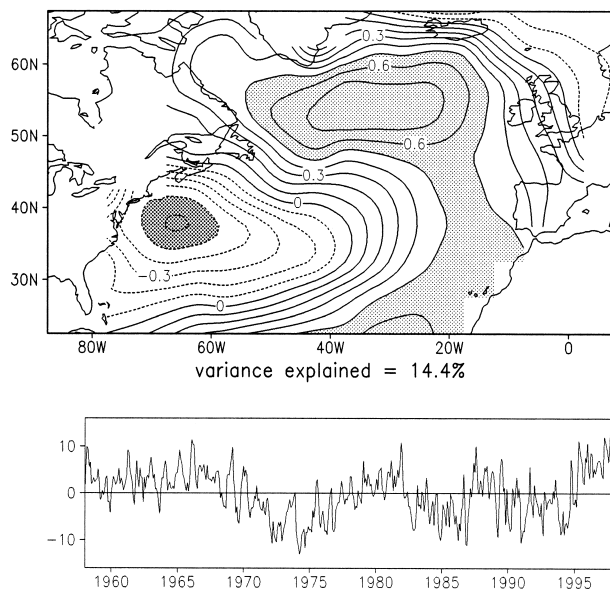 0.3
60N
0.6
50N
0.6
0.3
40N
0
-0.3
30N
0
80W 60W 40W 20W 0
variance explained = 14.4%
10
0
-10
1960 1965 1970 1975 1980 1985 1990 1995